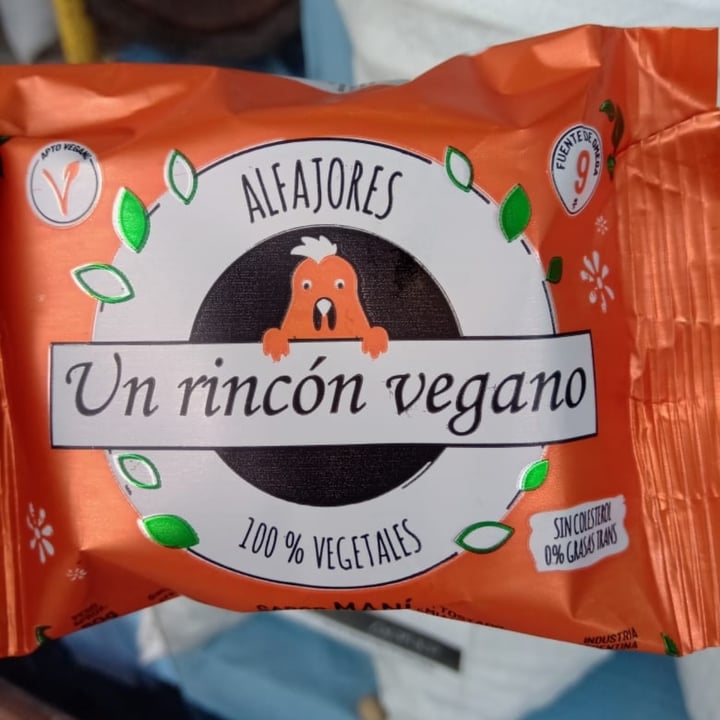 APTO VEGANO
V
ALFAJORES
FUENTE DE OMEGA
9
Un rincón vegano
100 % VEGETALES
SIN COLESTEROL
0% GRASAS TRANS
MANÍ
INDUSTRIA